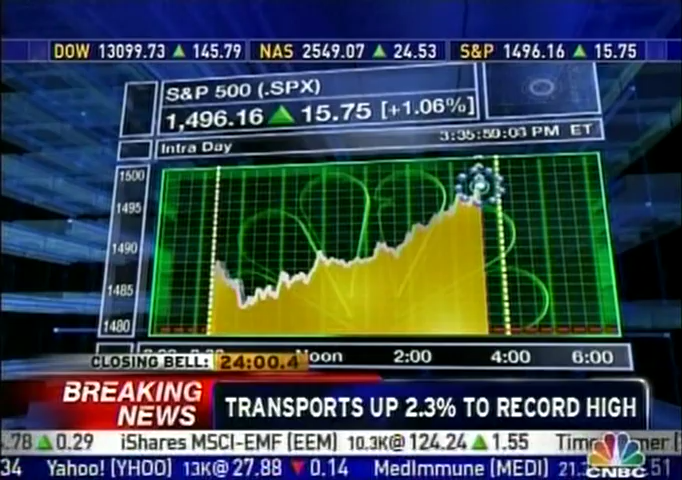 DOW 13099.73 ▲ 145.79 NAS 2549.07 ▲ 24.53 S&P 1496.16 ▲ 15.75
S&P 500 (.SPX)
1,496.16 ▲ 15.75 [+1.06%]
3:35:59:03 PM ET
Intra Day
1500
1495
1490
1485
1480
Noon 2:00 4:00 6:00
CLOSING BELL: 24:00.4
BREAKING NEWS
TRANSPORTS UP 2.3% TO RECORD HIGH
.78 ▲ 0.29 iShares MSCI-EMF (EEM) 10.3K@124.24 ▲ 1.55
34 Yahoo! (YHOO) 13K@27.88 ▼ 0.14 MedImmune (MEDI) 21. 51
CNBC